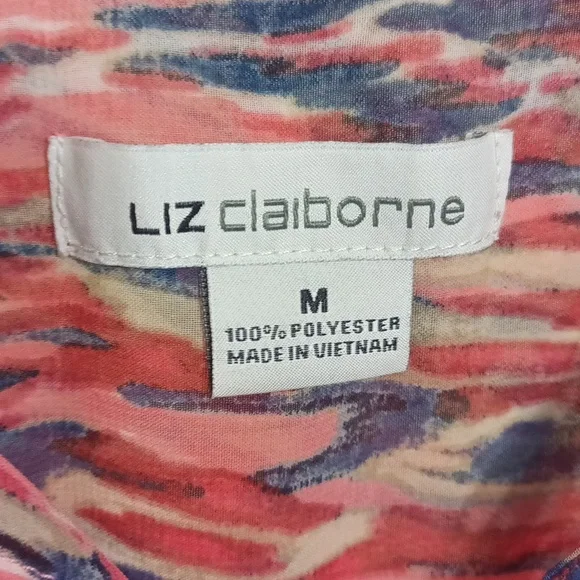 LIZ claiborne
M
100% POLYESTER
MADE IN VIETNAM